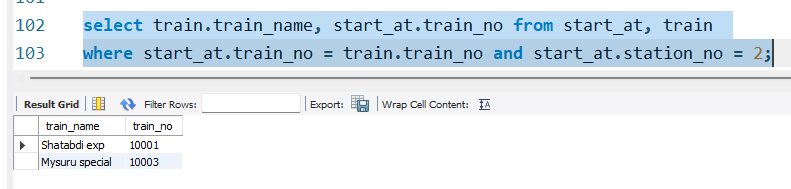 102 select train.train_name, start_at.train_no from start_at, train
103 where start_at.train_no = train.train_no and start_at.station_no = 2;
Result Grid Filter Rows: Export: Wrap Cell Content: IA
train_name train_no
Shatabdi exp 10001
Mysuru special 10003